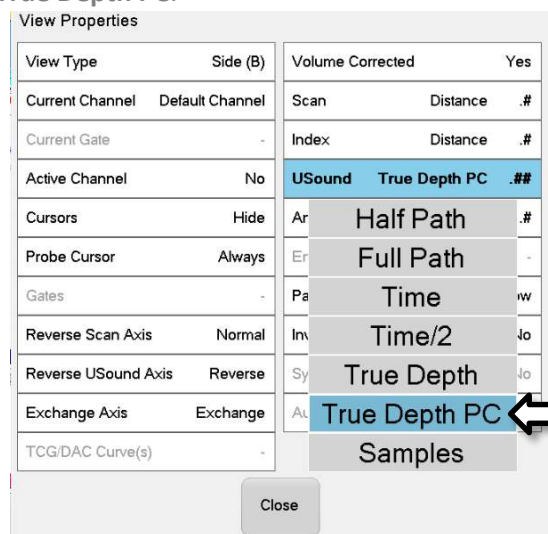 True Depth PC.
View Properties
View Type Side (B)
Current Channel Default Channel
Current Gate -
Active Channel No
Cursors Hide
Probe Cursor Always
Gates -
Reverse Scan Axis Normal
Reverse USound Axis Reverse
Exchange Axis Exchange
TCG/DAC Curve(s) -
Volume Corrected Yes
Scan Distance .#
Index Distance .#
USound True Depth PC .##
.#
-
Half Path
Full Path
Time
Time/2
True Depth
True Depth PC
Samples
Close